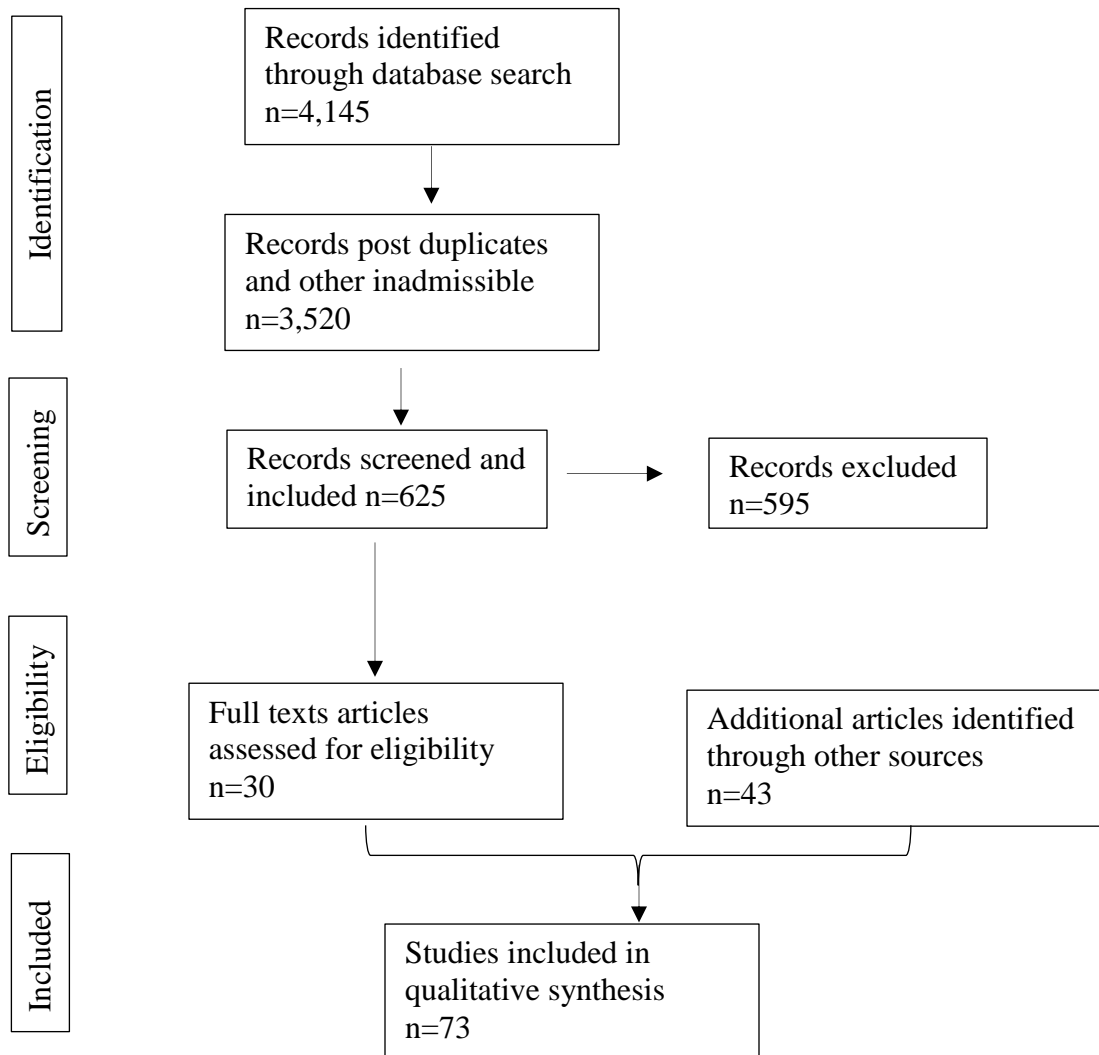 Identification
Records identified
through database search
n=4,145
Records post duplicates
and other inadmissible
n=3,520
Screening
Records screened and
included n=625
Records excluded
n=595
Eligibility
Full texts articles
assessed for eligibility
n=30
Additional articles identified
through other sources
n=43
Included
Studies included in
qualitative synthesis
n=73